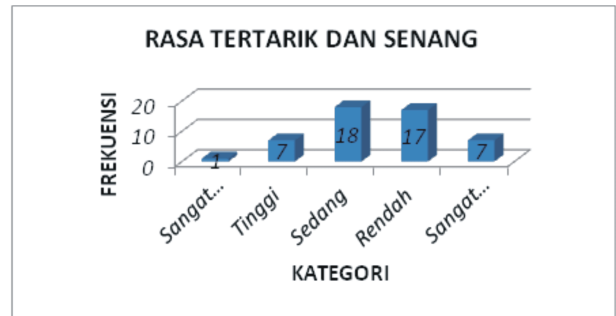 RASA TERTARIK DAN SENANG
FREKUENSI
20
10
0
1
7
18
17
7
Sangat...
Tinggi
Sedang
Rendah
Sangat...
KATEGORI